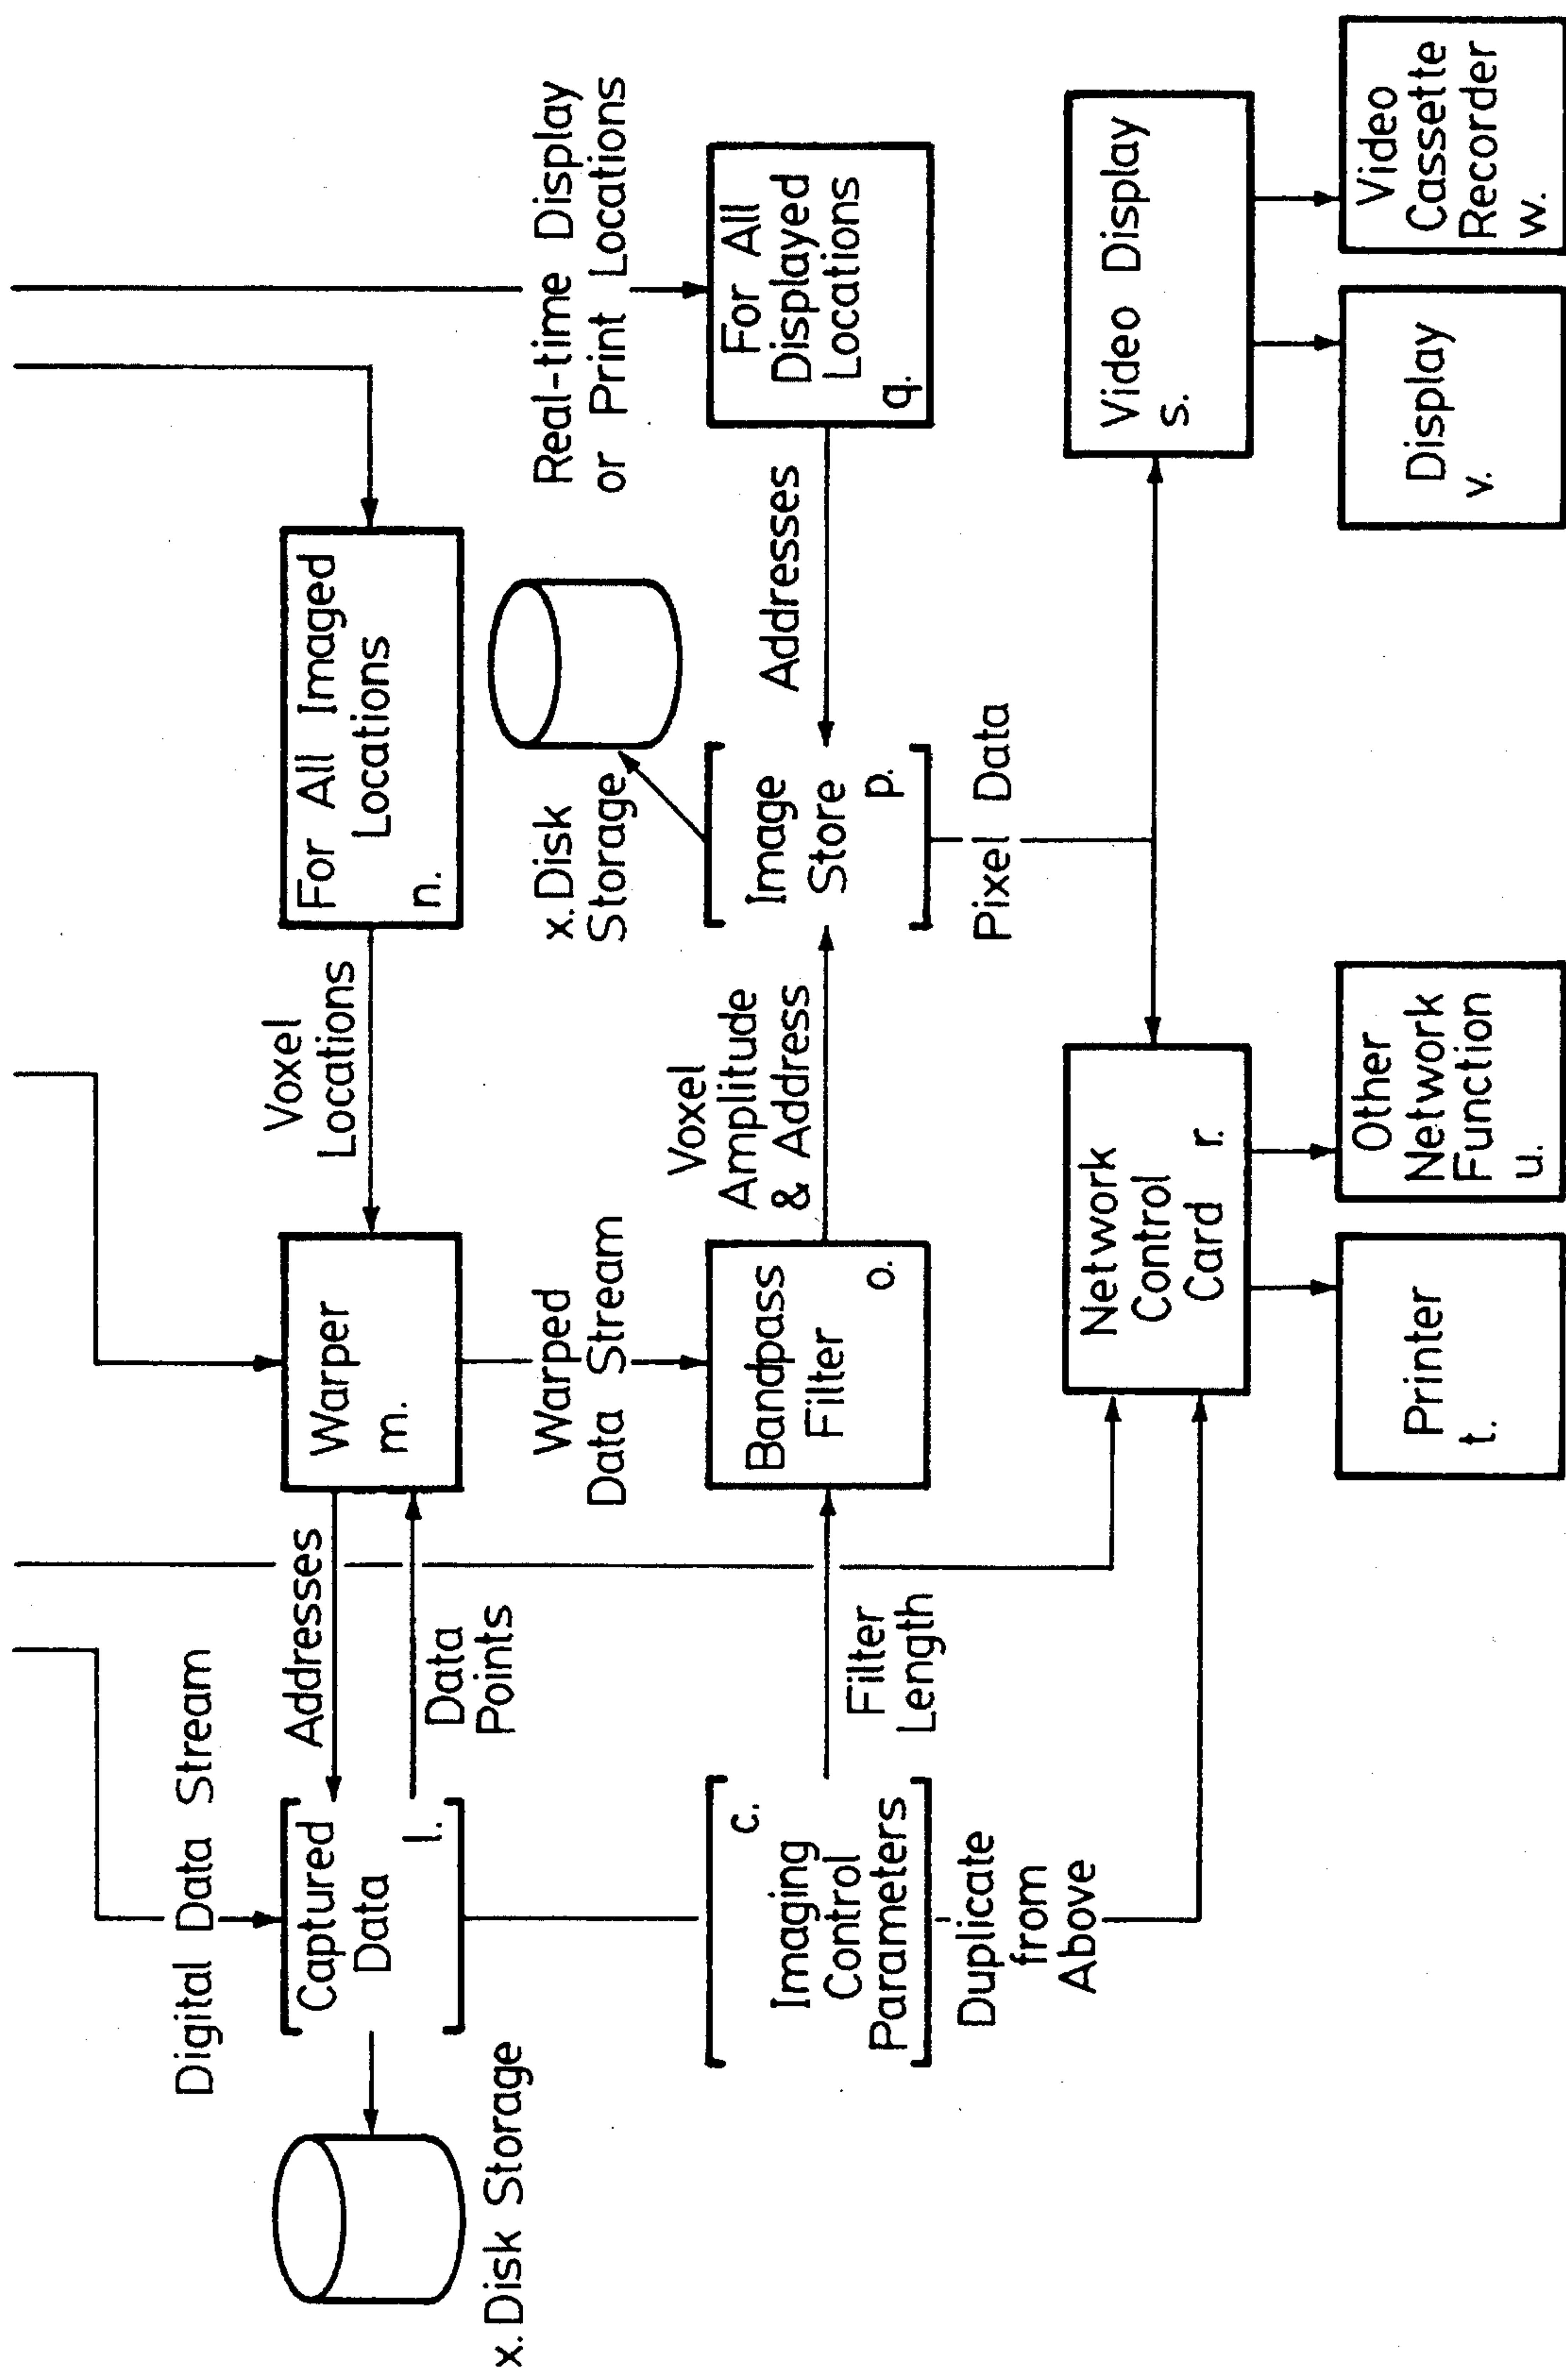 Digital Data Stream
Voxel
Locations
For All Imaged
Locations
n.
Captured
Data
l.
Addresses
Data
Points
Warper
m.
x. Disk Storage
Warped
Data Stream
x. Disk
Storage
Real-time Display
or Print Locations
c.
Imaging
Control
Parameters
Filter
Length
Bandpass
Filter
o.
Voxel
Amplitude
& Address
Image
Store
p.
Addresses
For All
Displayed
Locations
q.
Duplicate
from
Above
Pixel Data
Network
Control
Card r.
Video Display
s.
Printer
t.
Other
Network
Function
u.
Display
v.
Video
Cassette
Recorder
w.